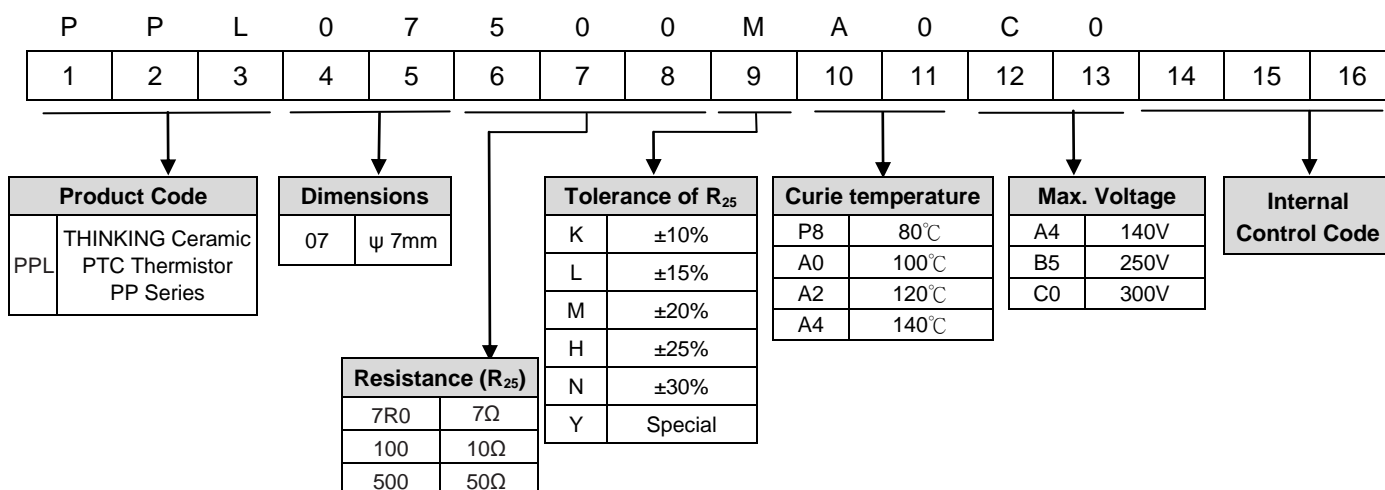 P P L 0 7 5 0 0 M A 0 C 0
1 2 3 4 5 6 7 8 9 10 11 12 13 14 15 16
Product Code
PPL THINKING Ceramic
PTC Thermistor
PP Series
Dimensions
07 ψ 7mm
Resistance (R₂₅)
7R0 7Ω
100 10Ω
500 50Ω
Tolerance of R₂₅
K ±10%
L ±15%
M ±20%
H ±25%
N ±30%
Y Special
Curie temperature
P8 80℃
A0 100℃
A2 120℃
A4 140℃
Max. Voltage
A4 140V
B5 250V
C0 300V
Internal
Control Code